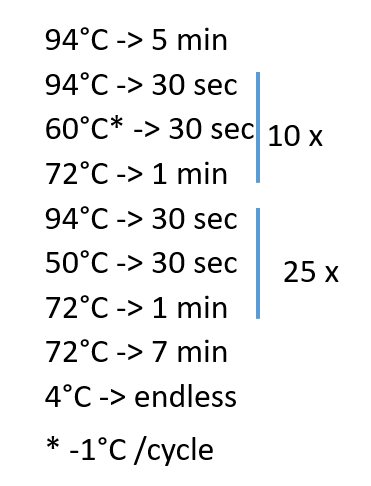 94°C -> 5 min
94°C -> 30 sec
60°C* -> 30 sec
10 x
72°C -> 1 min
94°C -> 30 sec
50°C -> 30 sec
25 x
72°C -> 1 min
72°C -> 7 min
4°C -> endless
* -1°C /cycle